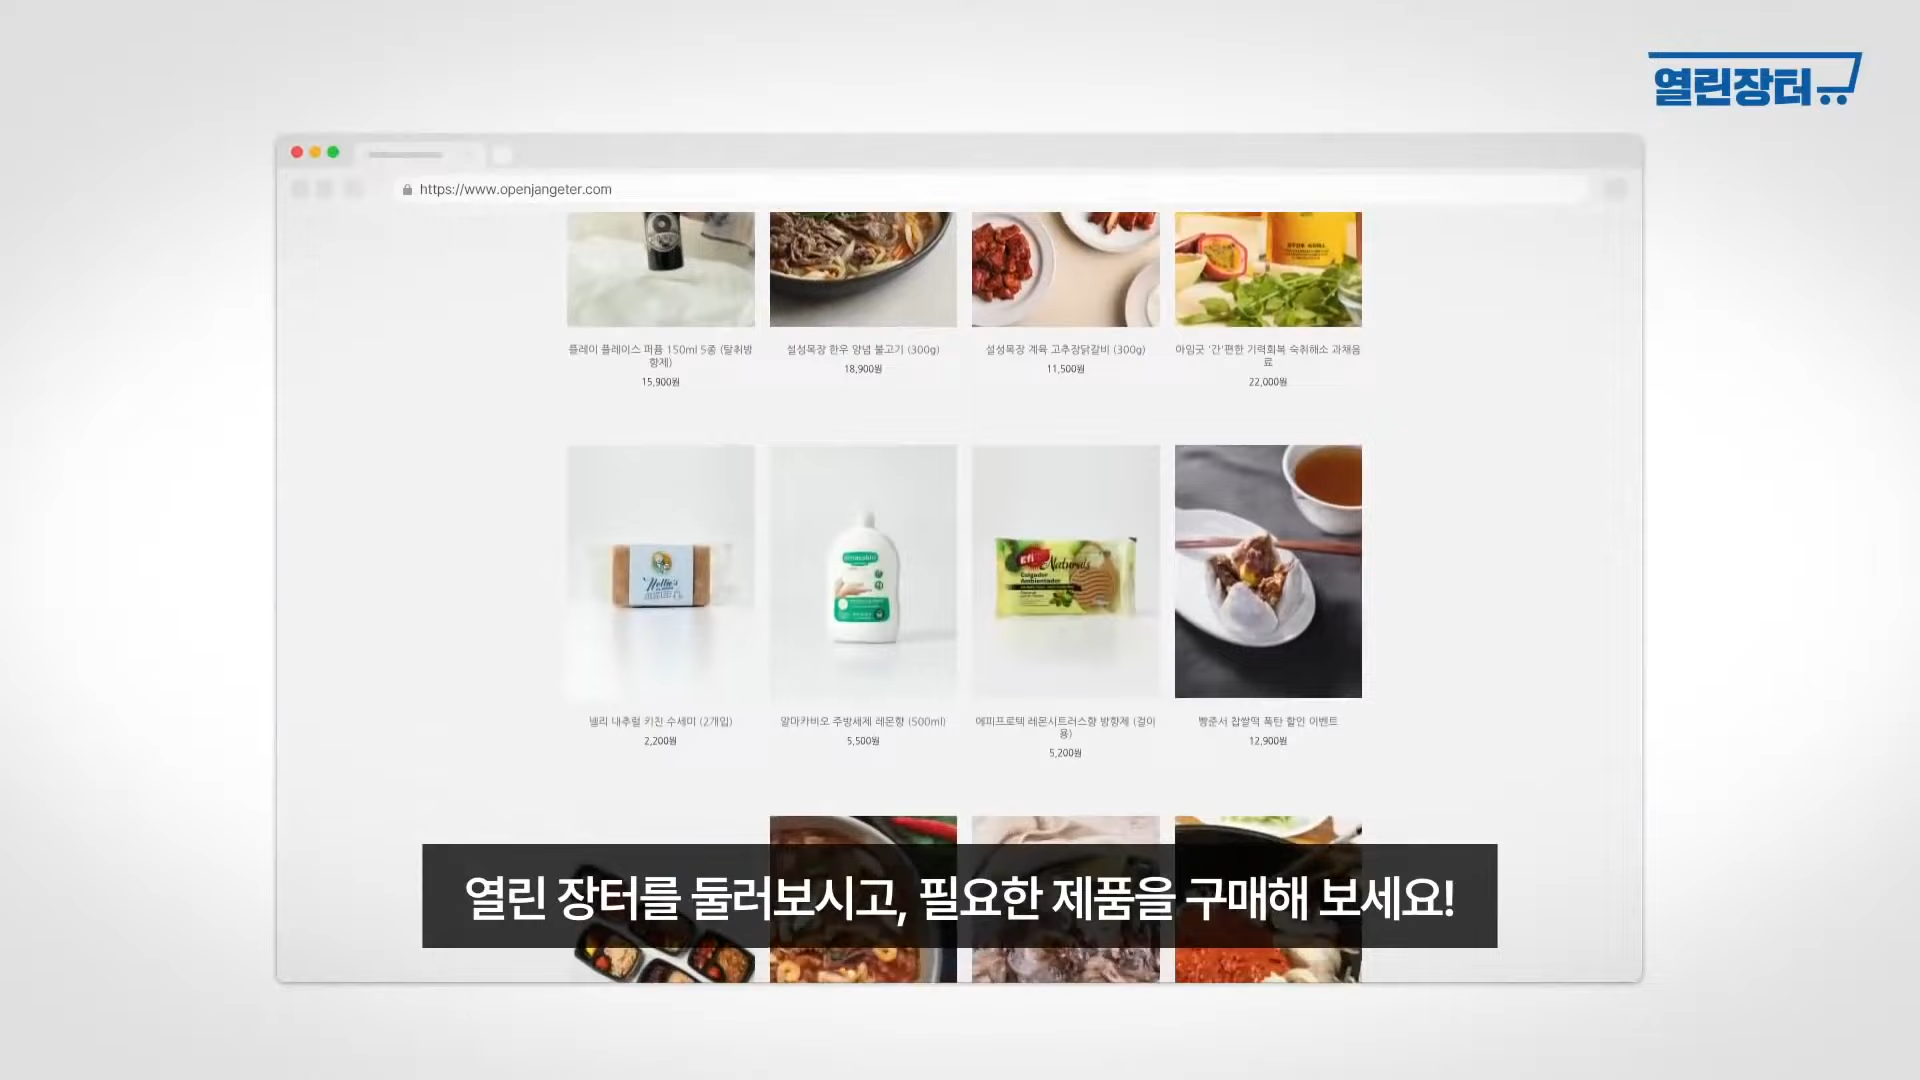 열린장터
https://www.openjangeter.com
플레이 플레이스 퍼퓸 150ml 5종 (탈취방
향제)
15,900원
설성목장 한우 양념 불고기 (300g)
18,900원
설성목장 계육 고추장닭갈비 (300g)
11,500원
아임굿 '간'편한 기력회복 숙취해소 과채음
료
22,000원
Nellie's
Efi
Naturals
Colgador
Ambientador
넬리 내추럴 키친 수세미 (2개입)
2,200원
알마카비오 주방세제 레몬향 (500ml)
5,500원
에피프로텍 레몬시트러스향 방향제 (걸이
용)
5,200원
빵준서 찹쌀떡 폭탄 할인 이벤트
12,900원
열린 장터를 둘러보시고, 필요한 제품을 구매해 보세요!